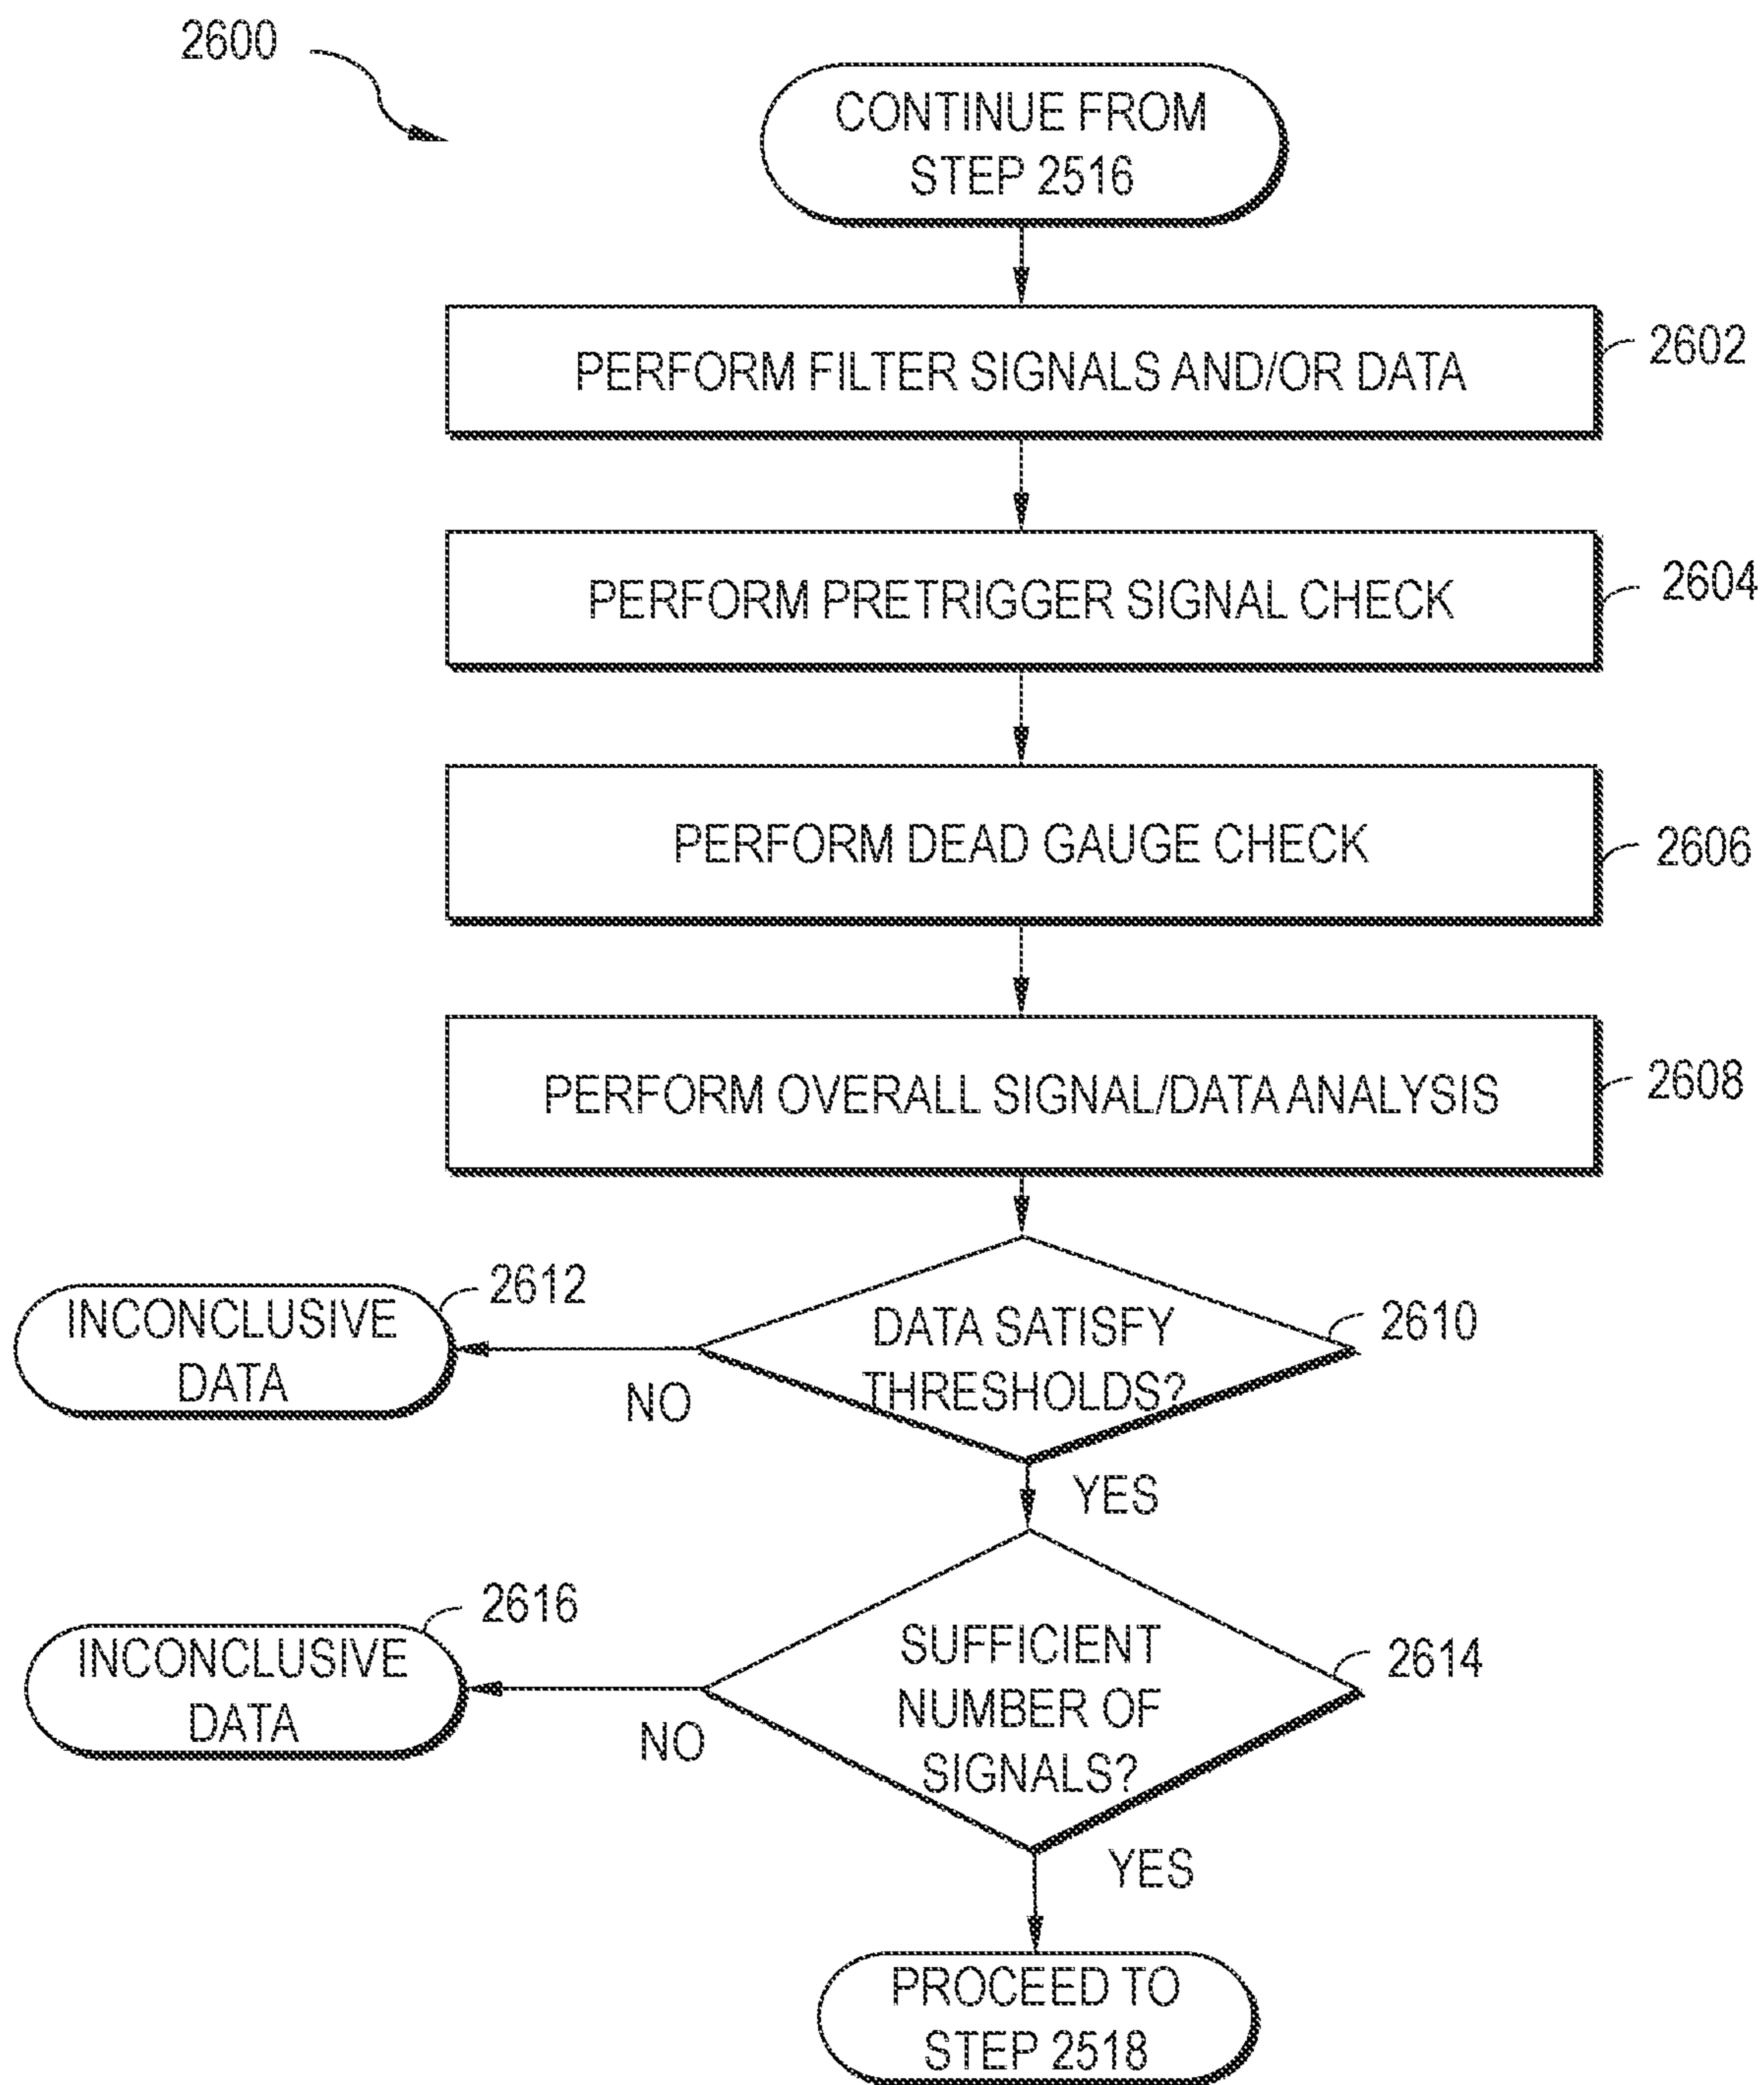 2600
CONTINUE FROM
STEP 2516
PERFORM FILTER SIGNALS AND/OR DATA
2602
PERFORM PRETRIGGER SIGNAL CHECK
2604
PERFORM DEAD GAUGE CHECK
2606
PERFORM OVERALL SIGNAL/DATA ANALYSIS
2608
INCONCLUSIVE
DATA
2612
NO
DATA SATISFY
THRESHOLDS?
2610
YES
INCONCLUSIVE
DATA
2616
NO
SUFFICIENT
NUMBER OF
SIGNALS?
2614
YES
PROCEED TO
STEP 2518